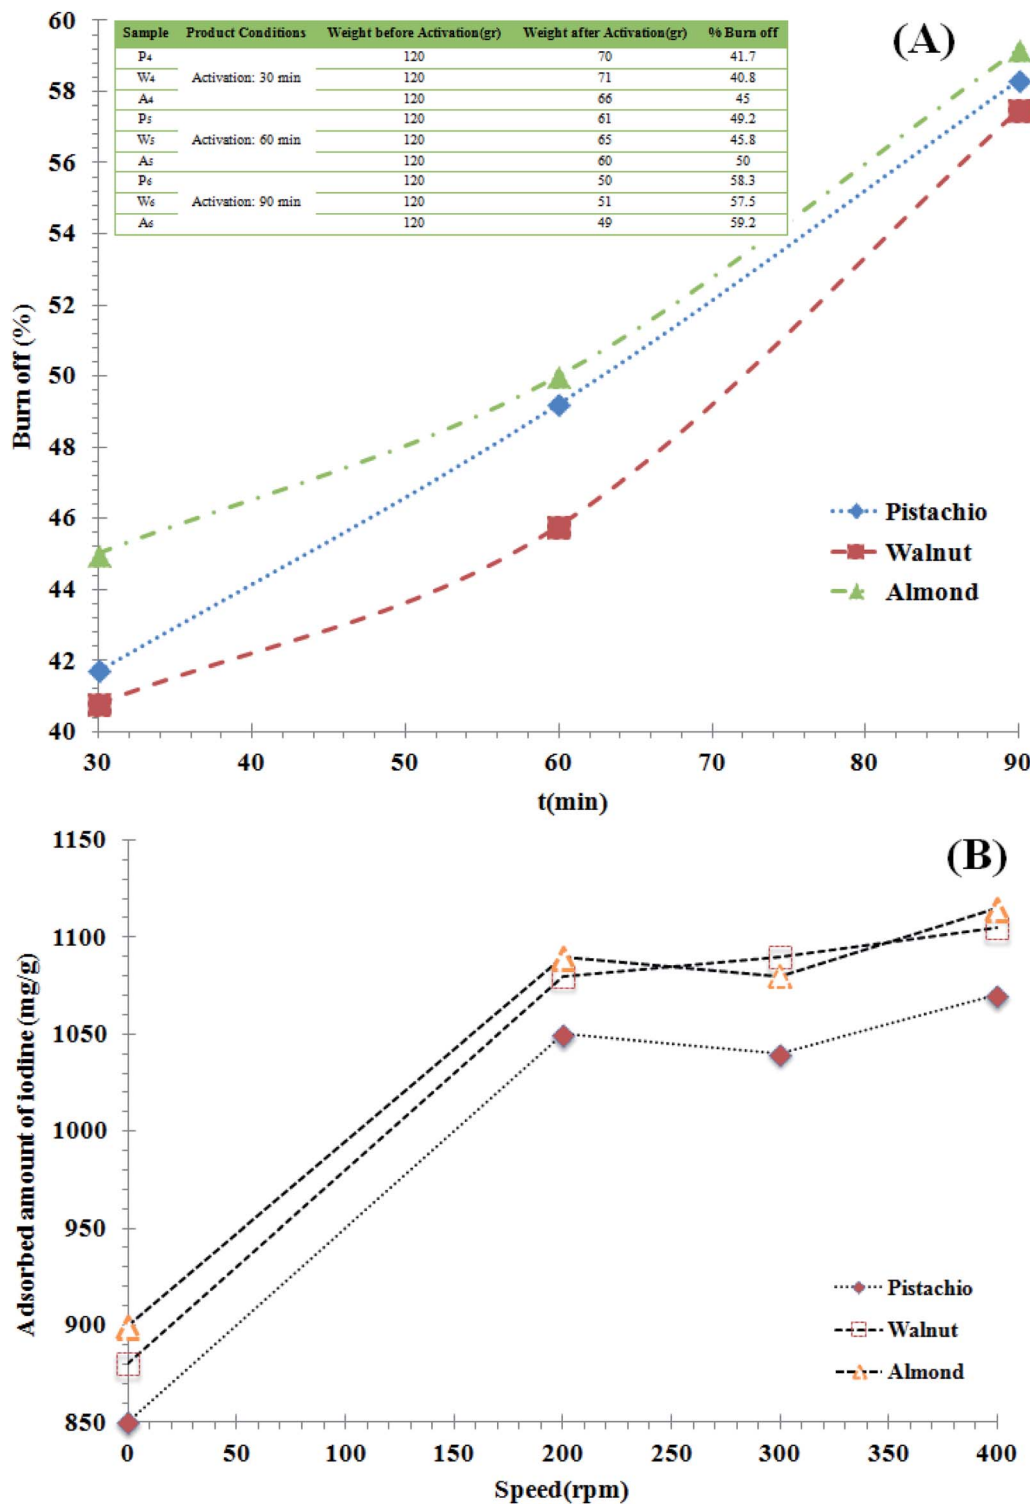 60
(A)
Sample Product Conditions Weight before Activation(gr) Weight after Activation(gr) % Burn off
P4 120 70 41.7
W4 Activation: 30 min 120 71 40.8
A4 120 66 45
P5 120 61 49.2
W5 Activation: 60 min 120 65 45.8
A5 120 60 50
P6 120 50 58.3
W6 Activation: 90 min 120 51 57.5
A6 120 49 59.2
58
56
54
52
50
48
46
44
42
40
Burn off (%)
Pistachio
Walnut
Almond
30 40 50 60 70 80 90
t(min)
1150
(B)
1100
1050
1000
950
900
850
Adsorbed amount of iodine (mg/g)
Pistachio
Walnut
Almond
0 50 100 150 200 250 300 350 400
Speed(rpm)